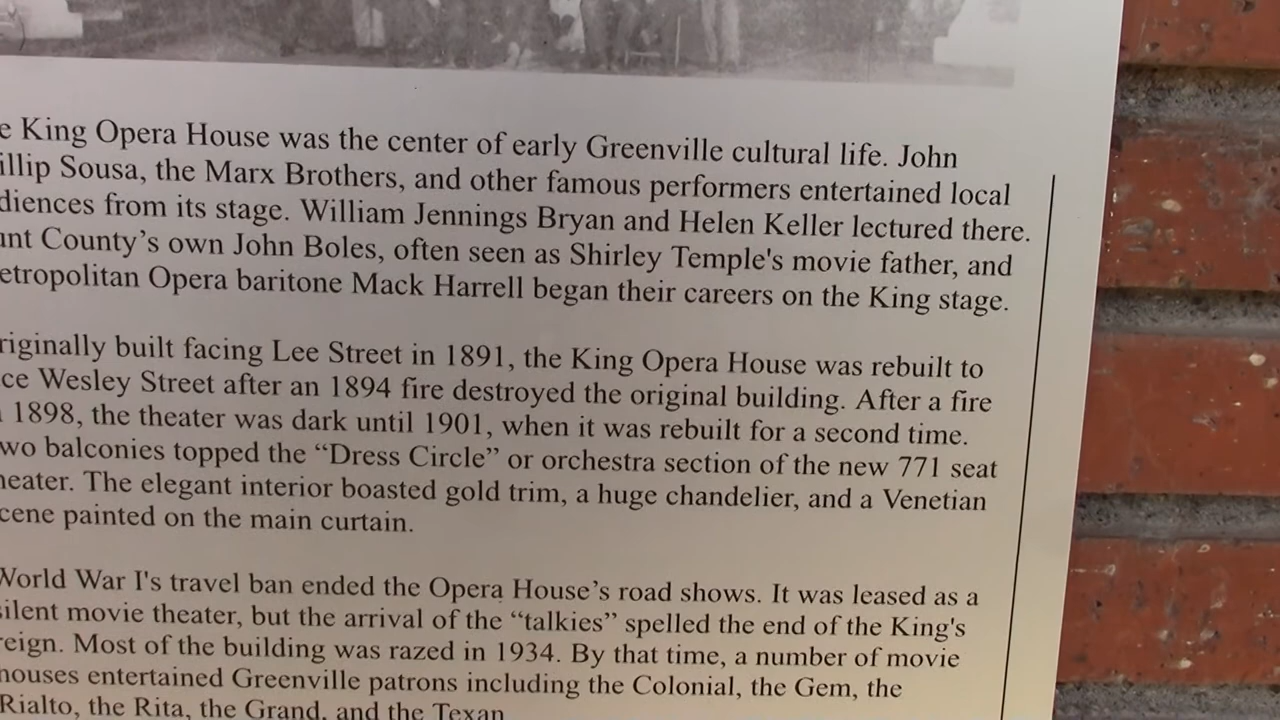 e King Opera House was the center of early Greenville cultural life. John
illip Sousa, the Marx Brothers, and other famous performers entertained local
diences from its stage. William Jennings Bryan and Helen Keller lectured there.
unt County’s own John Boles, often seen as Shirley Temple's movie father, and
etropolitan Opera baritone Mack Harrell began their careers on the King stage.
riginally built facing Lee Street in 1891, the King Opera House was rebuilt to
ce Wesley Street after an 1894 fire destroyed the original building. After a fire
1898, the theater was dark until 1901, when it was rebuilt for a second time.
wo balconies topped the “Dress Circle” or orchestra section of the new 771 seat
heater. The elegant interior boasted gold trim, a huge chandelier, and a Venetian
cene painted on the main curtain.
World War I's travel ban ended the Opera House’s road shows. It was leased as a
silent movie theater, but the arrival of the “talkies” spelled the end of the King's
reign. Most of the building was razed in 1934. By that time, a number of movie
houses entertained Greenville patrons including the Colonial, the Gem, the
Rialto, the Rita, the Grand, and the Texan